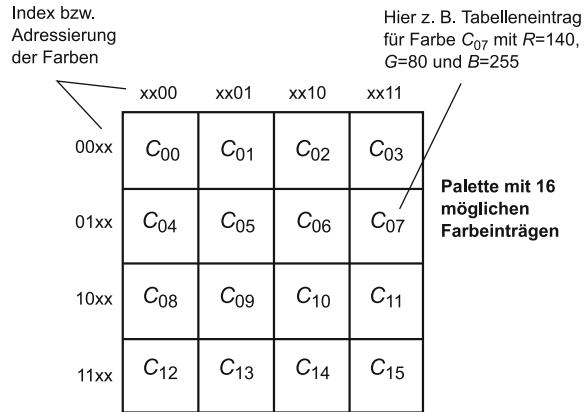 Index bzw.
Adressierung
der Farben
Hier z. B. Tabelleneintrag
für Farbe C07 mit R=140,
G=80 und B=255
xx00 xx01 xx10 xx11
00xx C00 C01 C02 C03
01xx C04 C05 C06 C07
10xx C08 C09 C10 C11
11xx C12 C13 C14 C15
Palette mit 16
möglichen
Farbeinträgen